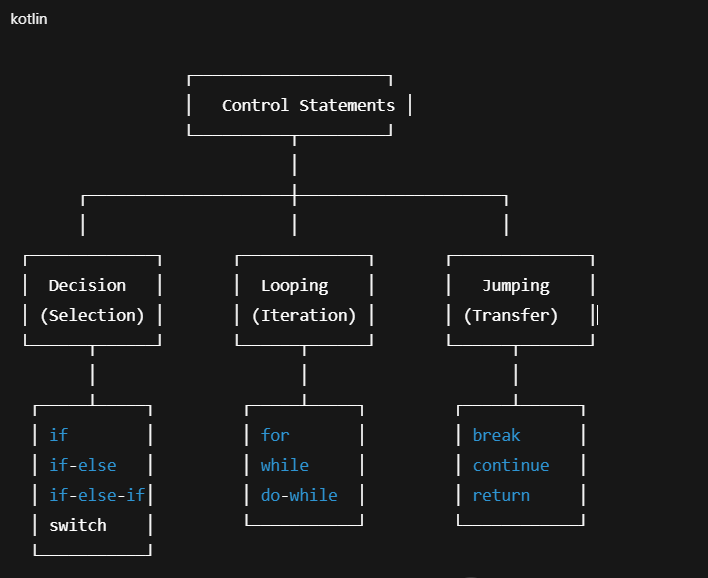 kotlin
Control Statements
Decision
(Selection)
Looping
(Iteration)
Jumping
(Transfer)
if
if-else
if-else-if
switch
for
while
do-while
break
continue
return